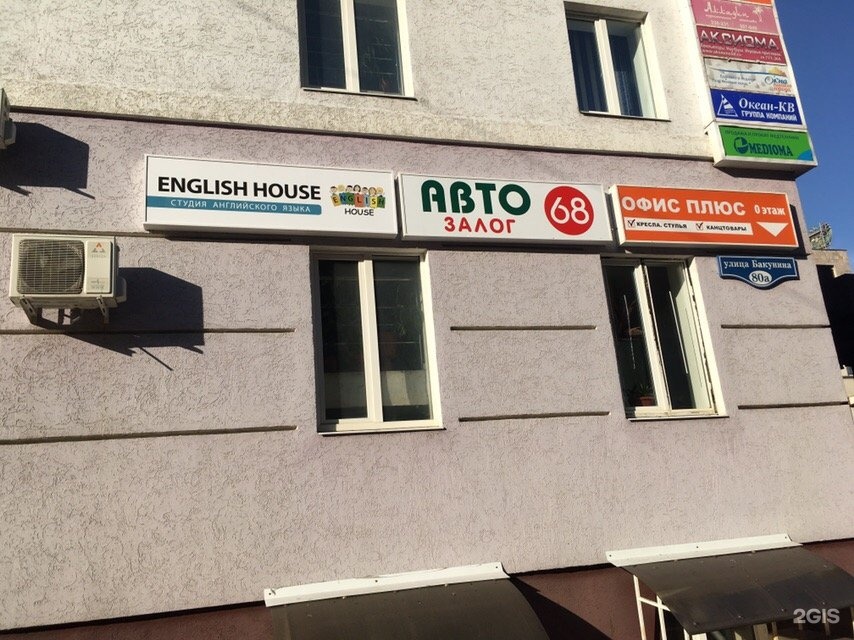 ENGLISH HOUSE
СТУДИЯ АНГЛИЙСКОГО ЯЗЫКА
ENGLISH
HOUSE
АВТО
ЗАЛОГ
68
ОФИС ПЛЮС
0 этаж
КРЕСЛА, СТУЛЬЯ
КАНЦТОВАРЫ
улица Бакунина
80а
АКСИОМА
Окна
Океан-КВ
ГРУППА КОМПАНИЙ
MEDIOMA
2GIS